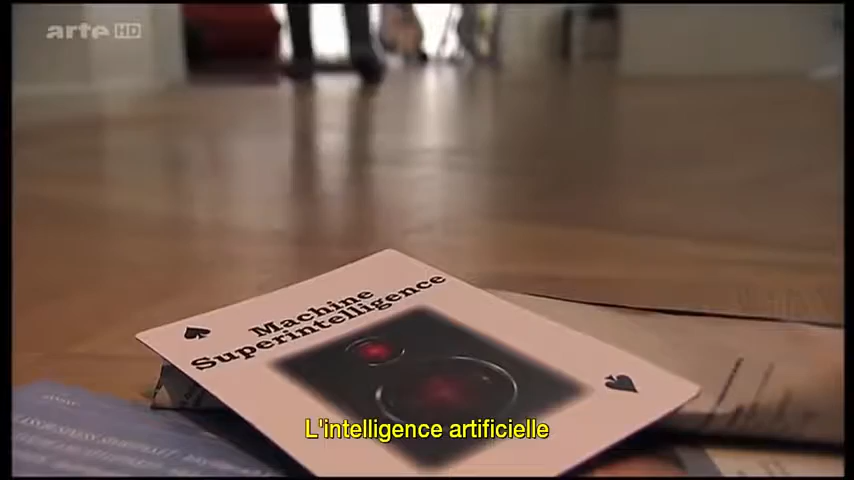 arte HD
Machine
Superintelligence
L'intelligence artificielle